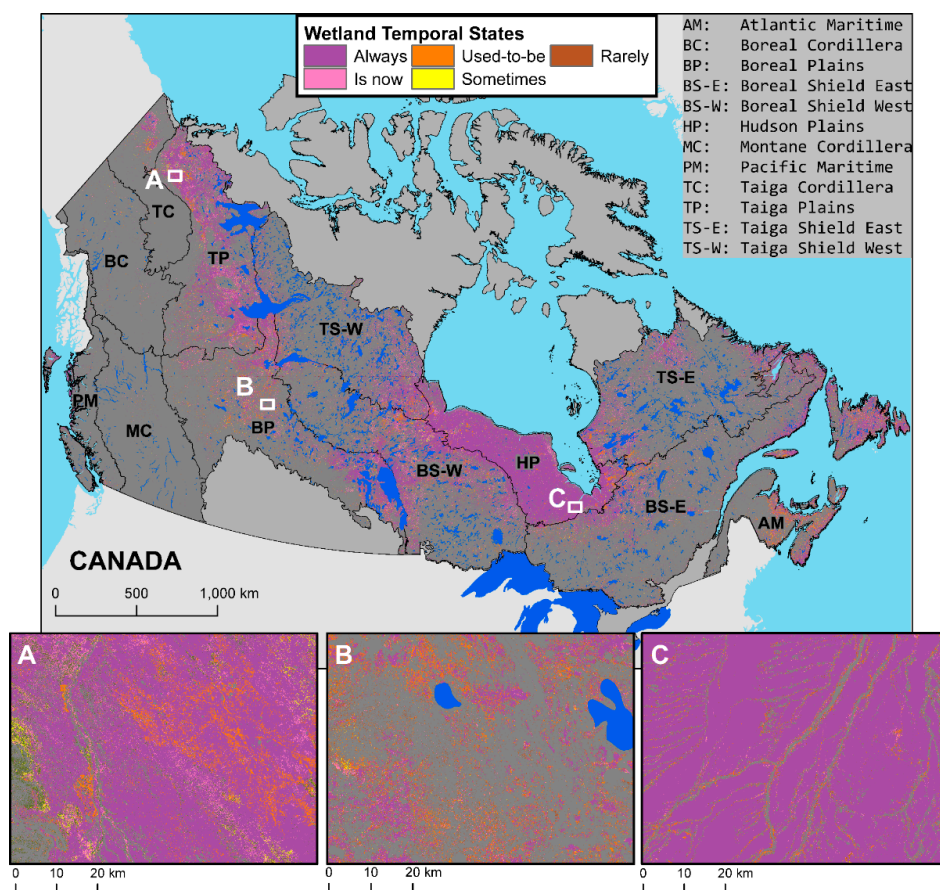 Wetland Temporal States
Always Used-to-be Rarely
Is now Sometimes
AM: Atlantic Maritime
BC: Boreal Cordillera
BP: Boreal Plains
BS-E: Boreal Shield East
BS-W: Boreal Shield West
HP: Hudson Plains
MC: Montane Cordillera
PM: Pacific Maritime
TC: Taiga Cordillera
TP: Taiga Plains
TS-E: Taiga Shield East
TS-W: Taiga Shield West
A
TC
BC
TP
TS-W
TS-E
B
PM
MC
BP
BS-W
HP
C
BS-E
AM
CANADA
0 500 1,000 km
A
B
C
0 10 20 km
0 10 20 km
0 10 20 km